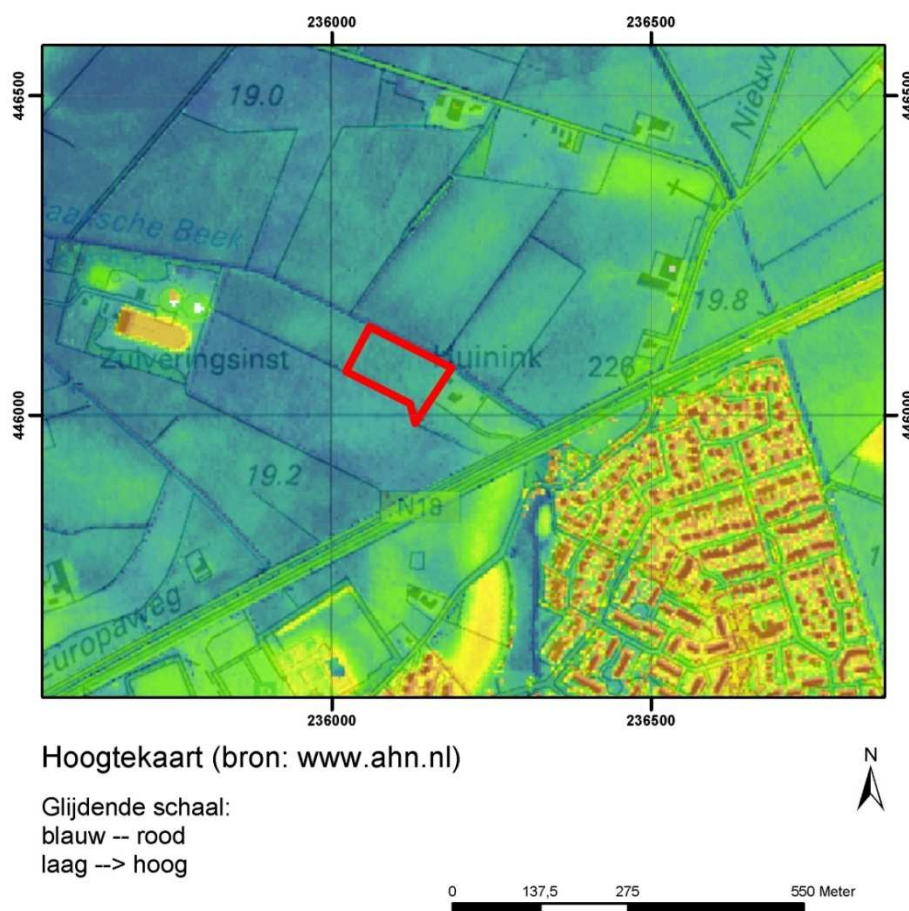 236000
236500
446500
446500
19.0
Nieuw
aatsche Beek
19.8
Zuiveringsinst
Huinink
226
446000
446000
19.2
N18
Europaweg
1
236000
236500
Hoogtekaart (bron: www.ahn.nl)
N
Glijdende schaal:
blauw -- rood
laag --> hoog
0 137,5 275 550 Meter